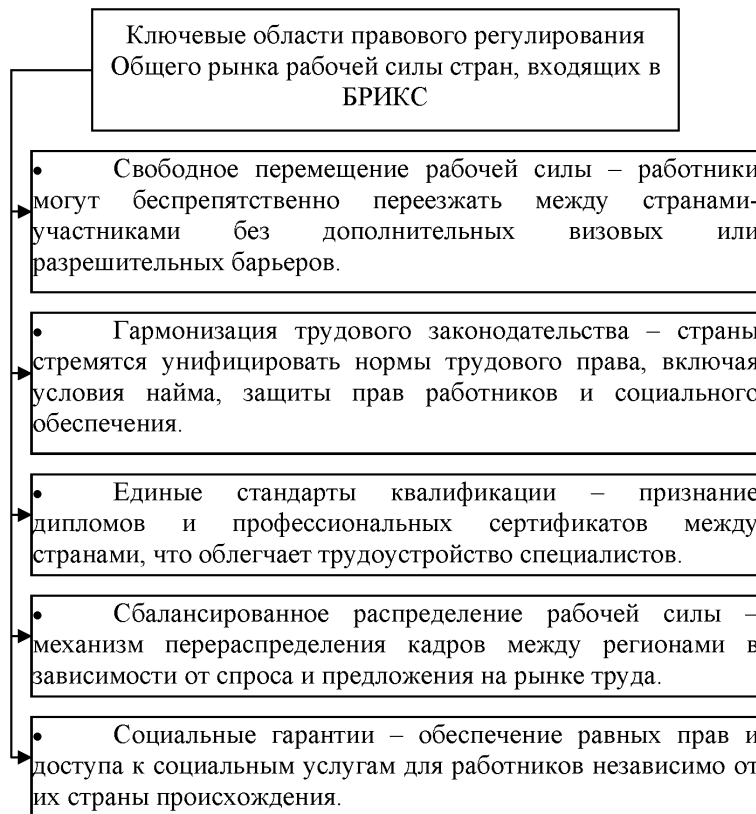 Ключевые области правового регулирования
Общего рынка рабочей силы стран, входящих в
БРИКС
• Свободное перемещение рабочей силы – работники
могут беспрепятственно переезжать между странами-
участниками без дополнительных визовых или
разрешительных барьеров.
• Гармонизация трудового законодательства – страны
стремятся унифицировать нормы трудового права, включая
условия найма, защиты прав работников и социального
обеспечения.
• Единые стандарты квалификации – признание
дипломов и профессиональных сертификатов между
странами, что облегчает трудоустройство специалистов.
• Сбалансированное распределение рабочей силы –
механизм перераспределения кадров между регионами в
зависимости от спроса и предложения на рынке труда.
• Социальные гарантии – обеспечение равных прав и
доступа к социальным услугам для работников независимо от
их страны происхождения.